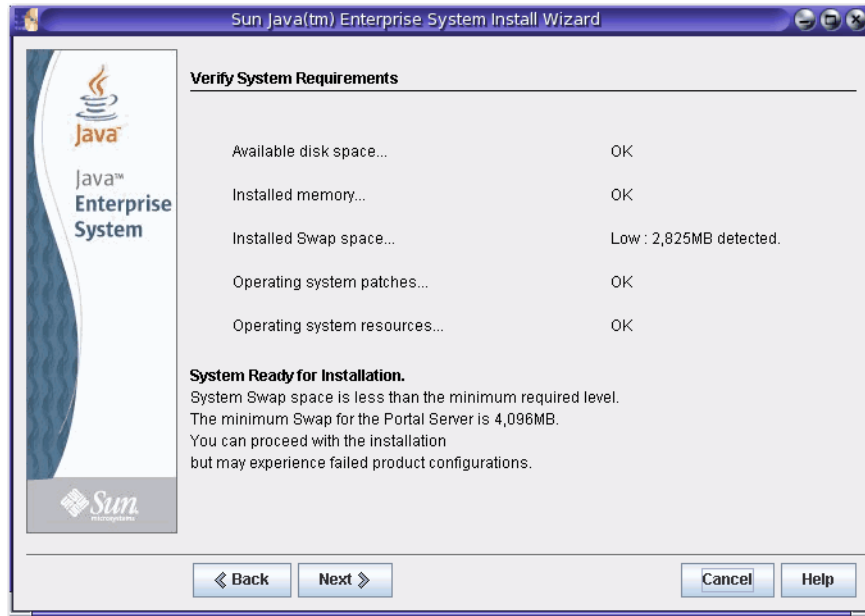 Sun Java(tm) Enterprise System Install Wizard
Java™
Java™
Enterprise
System
Sun
microsystems
Verify System Requirements
Available disk space... OK
Installed memory... OK
Installed Swap space... Low : 2,825MB detected.
Operating system patches... OK
Operating system resources... OK
System Ready for Installation.
System Swap space is less than the minimum required level.
The minimum Swap for the Portal Server is 4,096MB.
You can proceed with the installation
but may experience failed product configurations.
Back Next Cancel Help